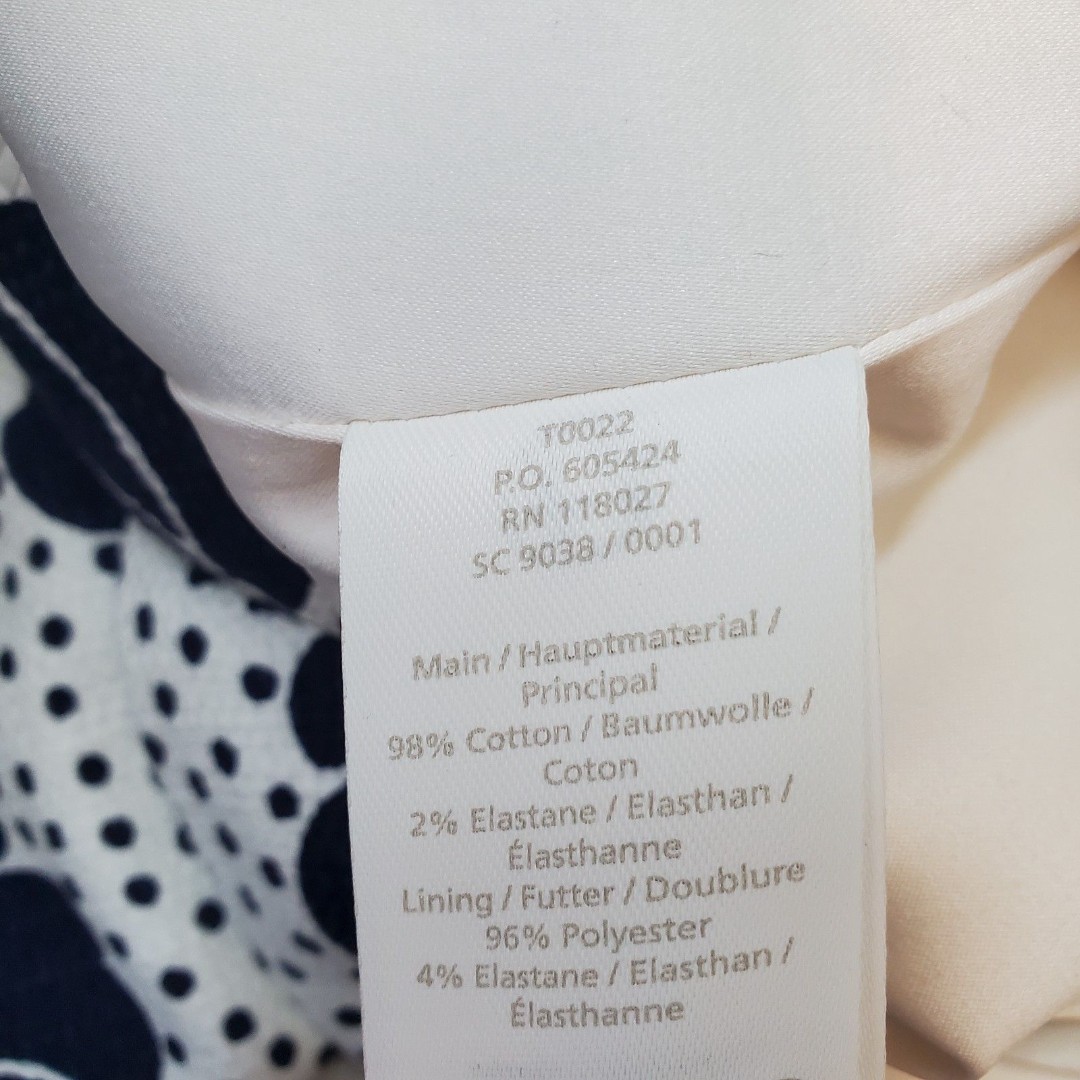 T0022
P.O. 605424
RN 118027
SC 9038 / 0001
Main / Hauptmaterial /
Principal
98% Cotton / Baumwolle /
Coton
2% Elastane / Elasthan /
Élasthanne
Lining / Futter / Doublure
96% Polyester
4% Elastane / Elasthan /
Élasthanne